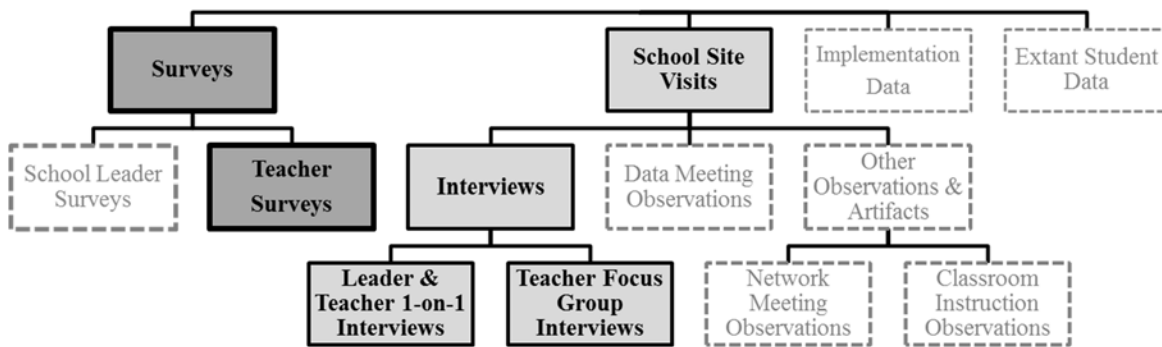 Surveys
School Site
Visits
Implementation
Data
Extant Student
Data
School Leader
Surveys
Teacher
Surveys
Interviews
Data Meeting
Observations
Other
Observations &
Artifacts
Leader &
Teacher 1-on-1
Interviews
Teacher Focus
Group
Interviews
Network
Meeting
Observations
Classroom
Instruction
Observations